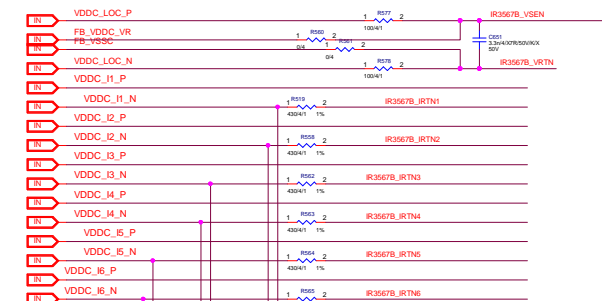 IN VDDC_LOC_P 1 R577 2 IR3567B_VSEN
100/4/1
IN FB_VDDC_VR 1 R560 2 C651
0/4 3.3n/4/X7R/50V/K/X
50V
IN FB_VSSC 1 R561 2
0/4
IN VDDC_LOC_N 1 R576 2 IR3567B_VRTN
100/4/1
IN VDDC_I1_P
IN VDDC_I1_N 1 R519 2 IR3567B_IRTN1
430/4/1 1%
IN VDDC_I2_P
IN VDDC_I2_N 1 R558 2 IR3567B_IRTN2
430/4/1 1%
IN VDDC_I3_P
IN VDDC_I3_N 1 R562 2 IR3567B_IRTN3
430/4/1 1%
IN VDDC_I4_P
IN VDDC_I4_N 1 R563 2 IR3567B_IRTN4
430/4/1 1%
IN VDDC_I5_P
IN VDDC_I5_N 1 R564 2 IR3567B_IRTN5
430/4/1 1%
IN VDDC_I6_P
IN VDDC_I6_N 1 R565 2 IR3567B_IRTN6